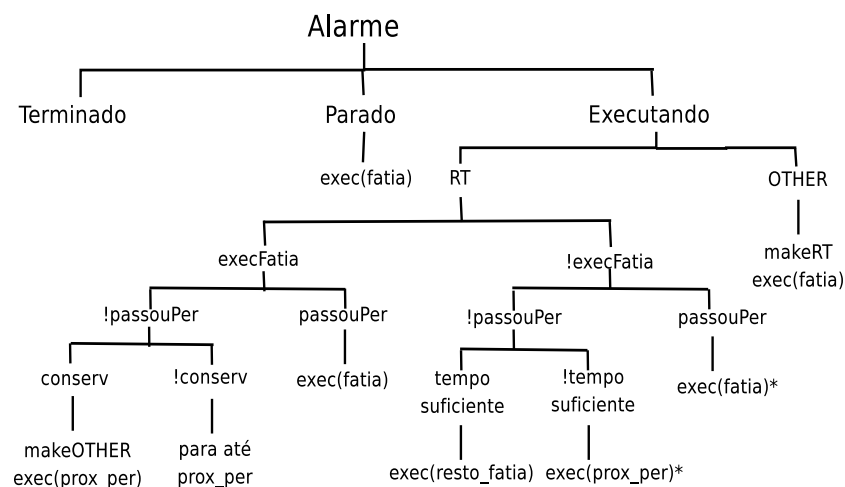 Alarme
Terminado
Parado
Executando
exec(fatia)
RT
OTHER
execFatia
!execFatia
makeRT
exec(fatia)
!passouPer
passouPer
!passouPer
passouPer
conserv
!conserv
exec(fatia)
tempo
suficiente
!tempo
suficiente
exec(fatia)*
makeOTHER
exec(prox_per)
para até
prox_per
exec(resto_fatia)
exec(prox_per)*